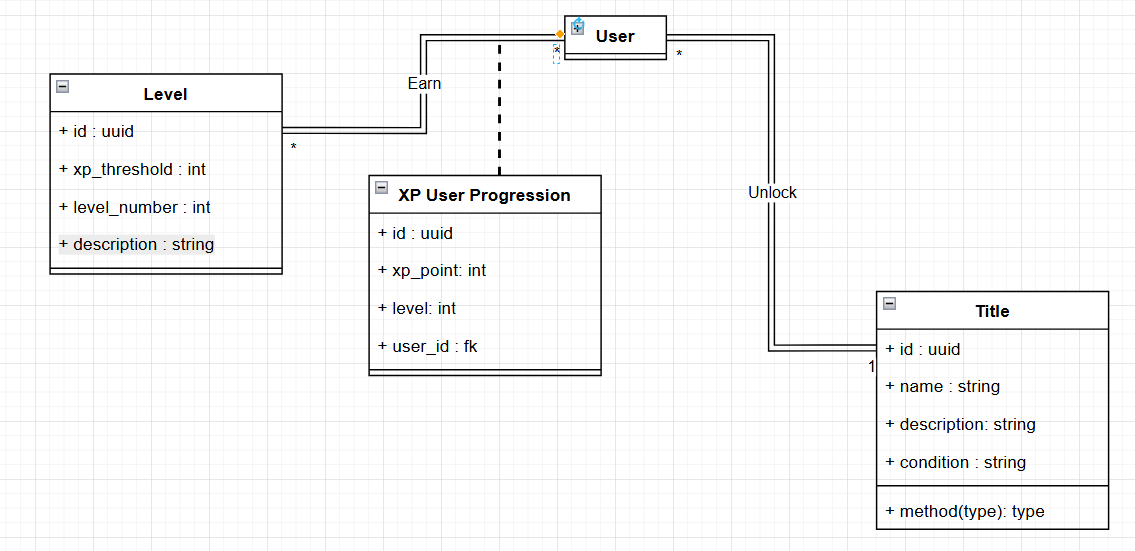 User
*
*
Earn
Level
+ id : uuid
+ xp_threshold : int
+ level_number : int
+ description : string
*
XP User Progression
+ id : uuid
+ xp_point: int
+ level: int
+ user_id : fk
Unlock
1
Title
+ id : uuid
+ name : string
+ description: string
+ condition : string
+ method(type): type